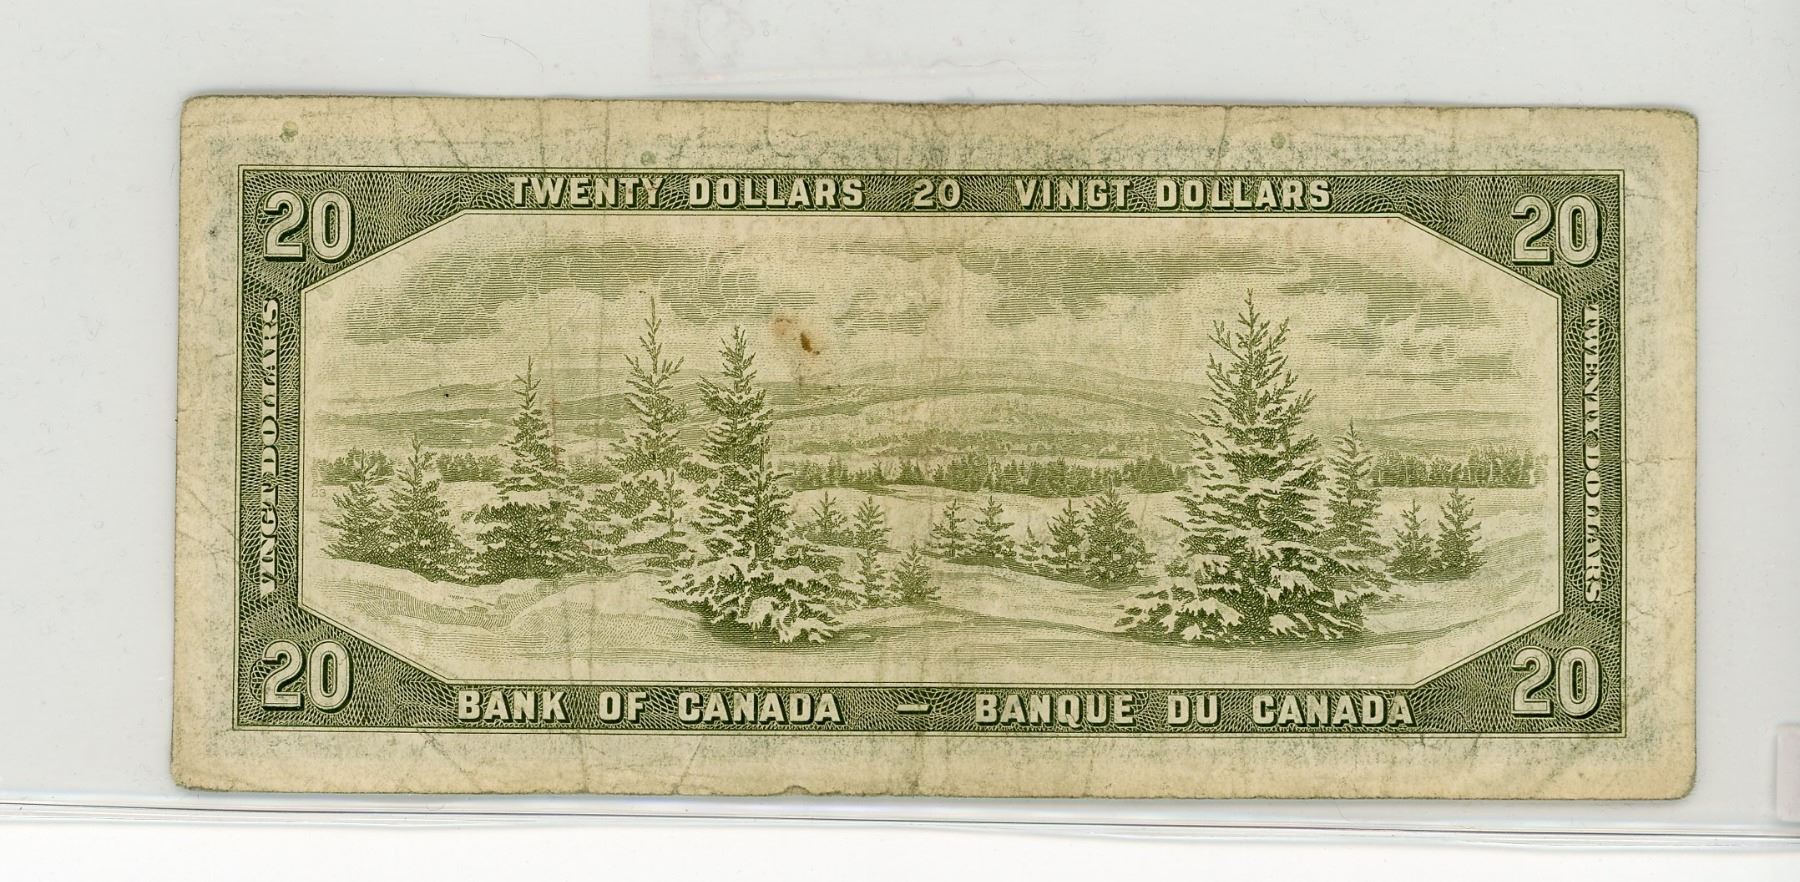 20 TWENTY DOLLARS 20 VINGT DOLLARS 20
VINGT DOLLARS
TWENTY DOLLARS
23
20 BANK OF CANADA – BANQUE DU CANADA 20